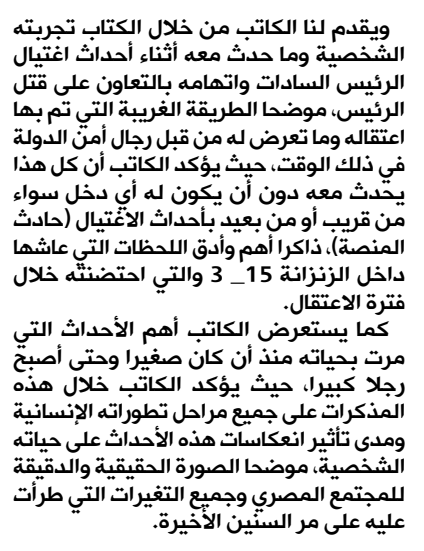 ويقدم لنا الكاتب من خلال الكتاب تجربته
الشخصية وما حدث معه أثناء أحداث اغتيال
الرئيس السادات واتهامه بالتعاون على قتل
الرئيس، موضحا الطريقة الغريبة التي تم بها
اعتقاله وما تعرض له من قبل رجال أمن الدولة
في ذلك الوقت، حيث يؤكد الكاتب أن كل هذا
يحدث معه دون أن يكون له أي دخل سواء
من قريب أو من بعيد بأحداث الاغتيال (حادث
المنصة)، ذاكرا أهم وأدق اللحظات التي عاشها
داخل الزنزانة 15_ 3 والتي احتضنته خلال
فترة الاعتقال.
كما يستعرض الكاتب أهم الأحداث التي
مرت بحياته منذ أن كان صغيرا وحتى أصبح
رجلا كبيرا، حيث يؤكد الكاتب خلال هذه
المذكرات على جميع مراحل تطوراته الإنسانية
ومدى تأثير انعكاسات هذه الأحداث على حياته
الشخصية، موضحا الصورة الحقيقية والدقيقة
للمجتمع المصري وجميع التغيرات التي طرأت
عليه على مر السنين الأخيرة.